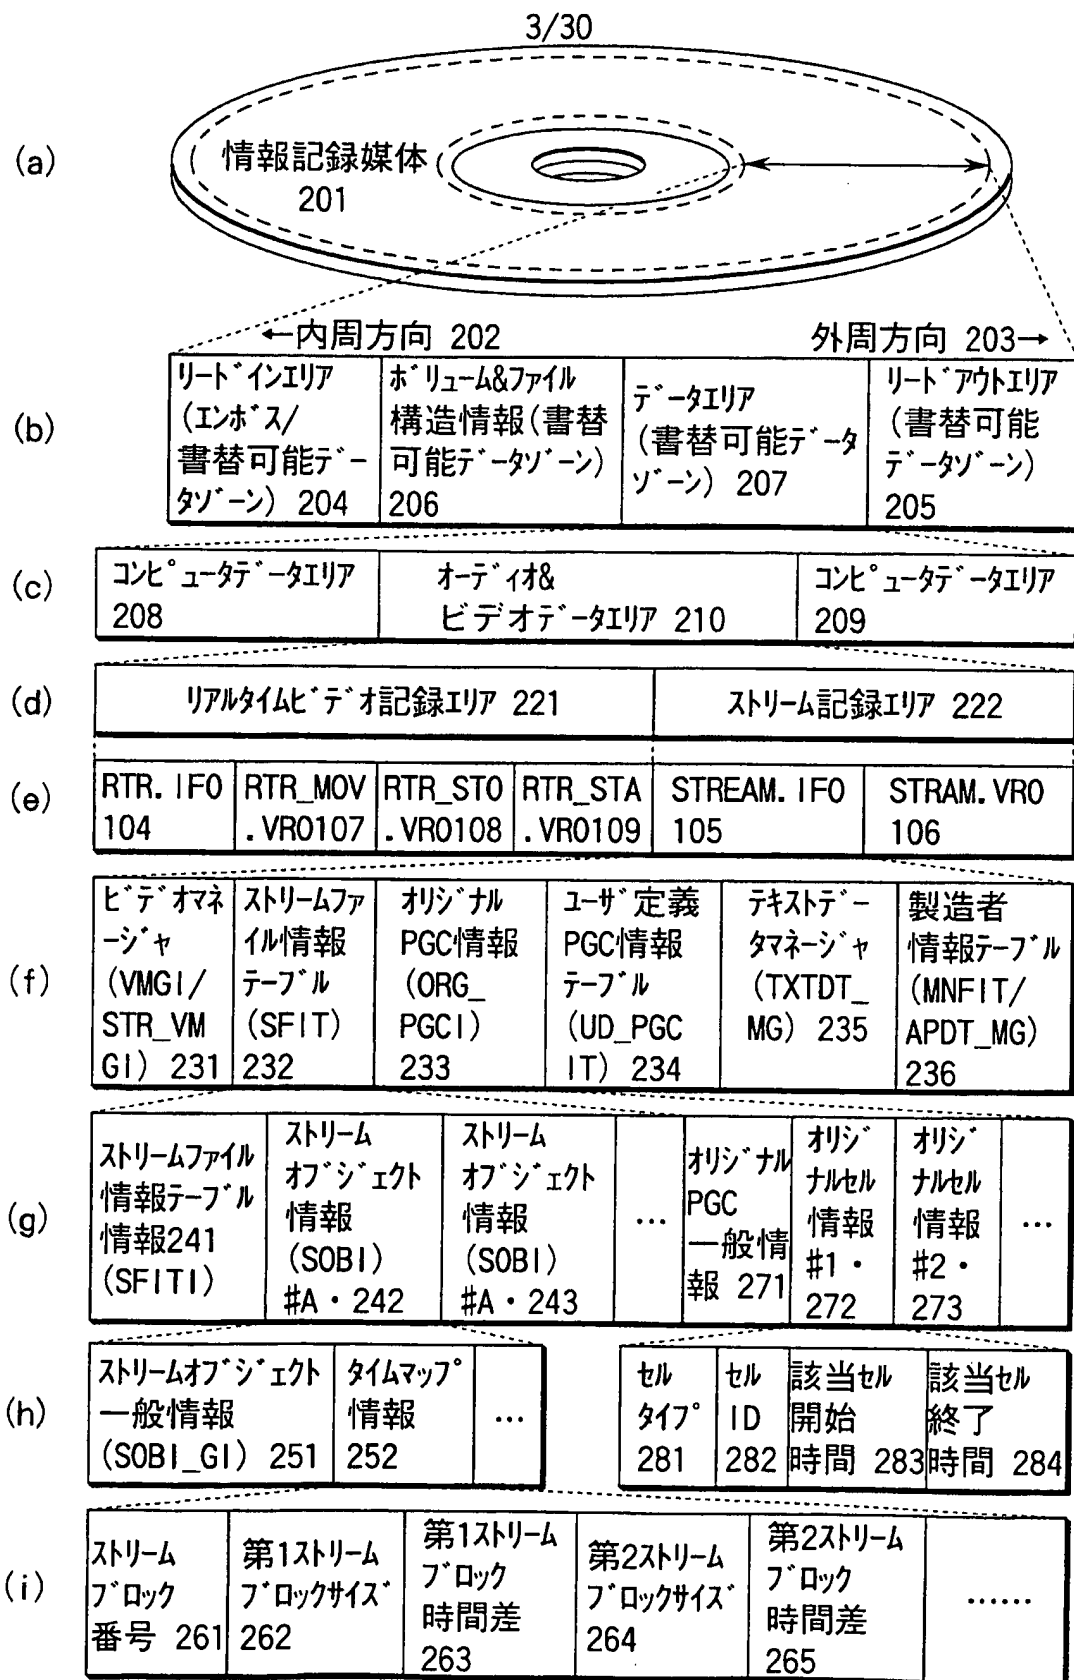 3/30
(a)
情報記録媒体
201
←内周方向 202
外周方向 203→
(b)
リードインエリア
(エンボス/
書替可能デー
タゾーン) 204
ボリューム&ファイル
構造情報(書替
可能データゾーン)
206
データエリア
(書替可能データ
ゾーン) 207
リードアウトエリア
(書替可能
データゾーン)
205
(c)
コンピュータデータエリア
208
オーディオ&
ビデオデータエリア 210
コンピュータデータエリア
209
(d)
リアルタイムビデオ記録エリア 221
ストリーム記録エリア 222
(e)
RTR.IFO
104
RTR_MOV
.VRO107
RTR_STO
.VRO108
RTR_STA
.VRO109
STREAM.IFO
105
STRAM.VRO
106
(f)
ビデオマネ
ージャ
(VMGI/
STR_VM
GI) 231
ストリームファ
イル情報
テーブル
(SFIT)
232
オリジナル
PGC情報
(ORG_
PGCI)
233
ユーザ定義
PGC情報
テーブル
(UD_PGC
IT) 234
テキストデー
タマネージャ
(TXTDT_
MG) 235
製造者
情報テーブル
(MNFIT/
APDT_MG)
236
(g)
ストリームファイル
情報テーブル
情報241
(SFITI)
ストリーム
オブジェクト
情報
(SOBI)
#A・242
ストリーム
オブジェクト
情報
(SOBI)
#A・243
…
オリジナル
PGC
一般情
報 271
オリジ
ナルセル
情報
#1・
272
オリジ
ナルセル
情報
#2・
273
…
(h)
ストリームオブジェクト
一般情報
(SOBI_GI) 251
タイムマップ
情報
252
…
セル
タイプ
281
セル
ID
282
該当セル
開始
時間 283
該当セル
終了
時間 284
(i)
ストリーム
ブロック
番号 261
第1ストリーム
ブロックサイズ
262
第1ストリーム
ブロック
時間差
263
第2ストリーム
ブロックサイズ
264
第2ストリーム
ブロック
時間差
265
……